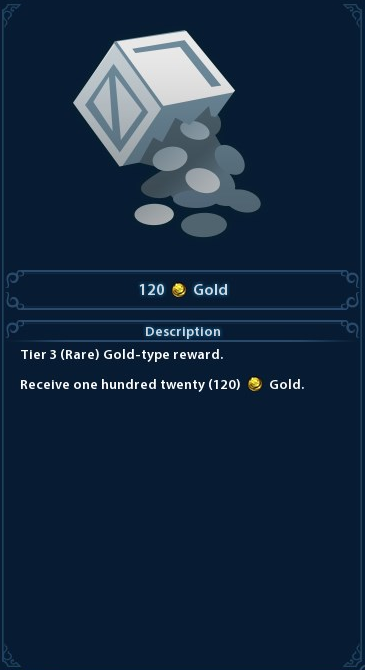 120 Gold
Description
Tier 3 (Rare) Gold-type reward.
Receive one hundred twenty (120) Gold.